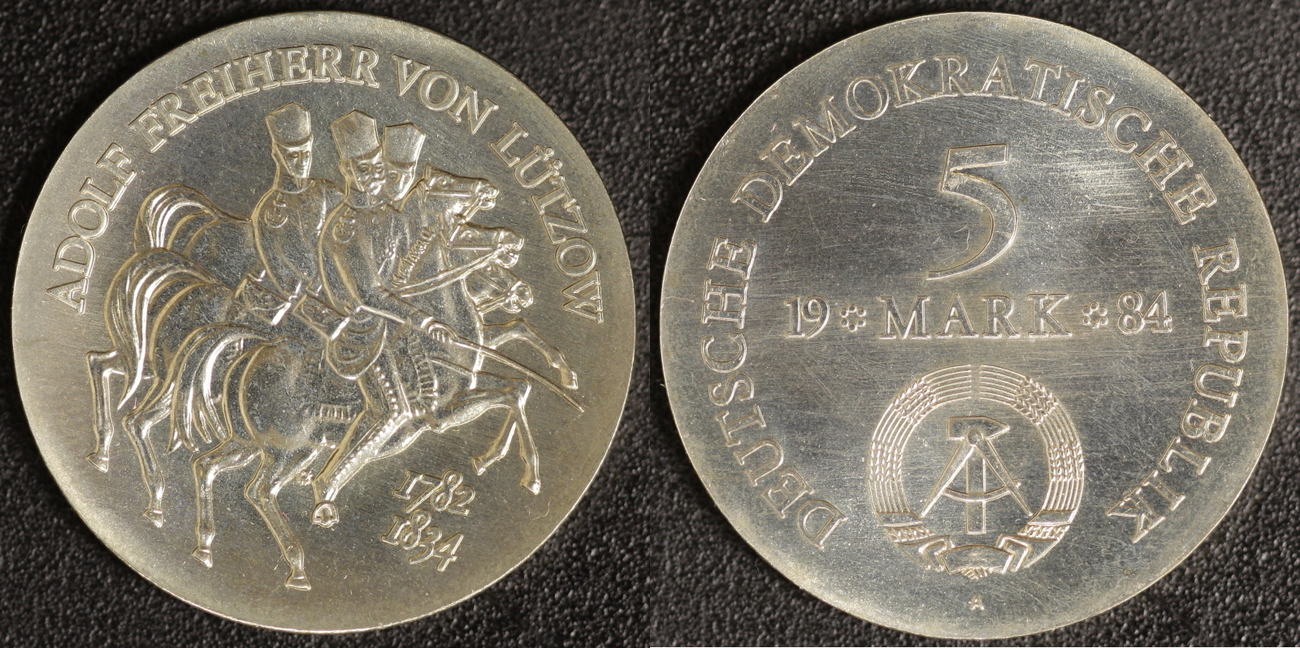 ADOLF FREIHERR VON LÜTZOW
1782
1834
DEUTSCHE DEMOKRATISCHE REPUBLIK
5
19 MARK 84
A